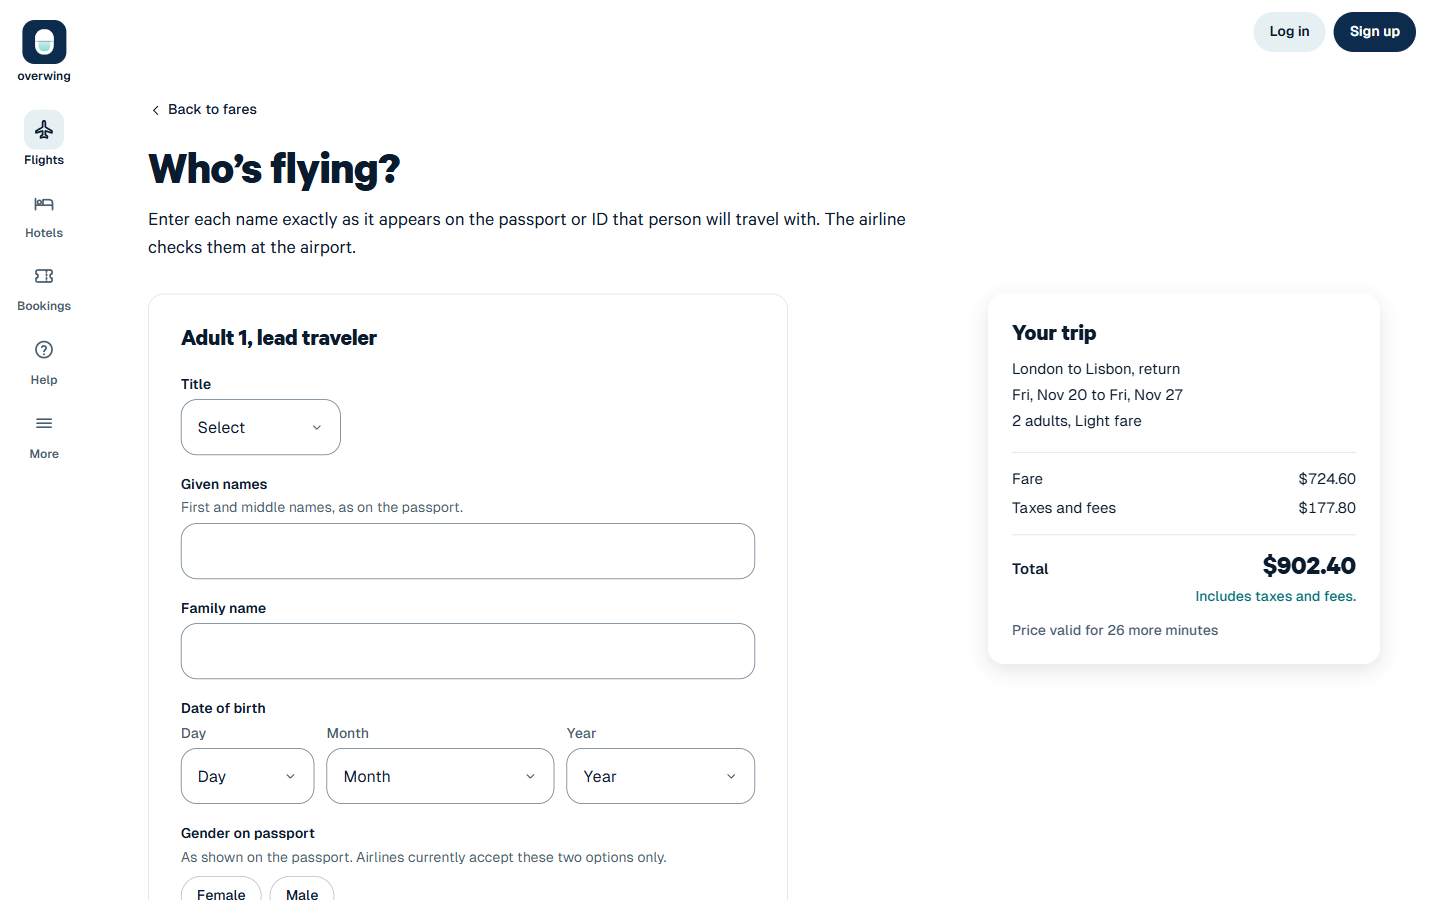 overwing
Flights
Hotels
Bookings
Help
More
Log in
Sign up
Back to fares
Who’s flying?
Enter each name exactly as it appears on the passport or ID that person will travel with. The airline
checks them at the airport.
Adult 1, lead traveler
Title
Select
Given names
First and middle names, as on the passport.
Family name
Date of birth
Day Month Year
Day Month Year
Gender on passport
As shown on the passport. Airlines currently accept these two options only.
Female Male
Your trip
London to Lisbon, return
Fri, Nov 20 to Fri, Nov 27
2 adults, Light fare
Fare $724.60
Taxes and fees $177.80
Total $902.40
Includes taxes and fees.
Price valid for 26 more minutes